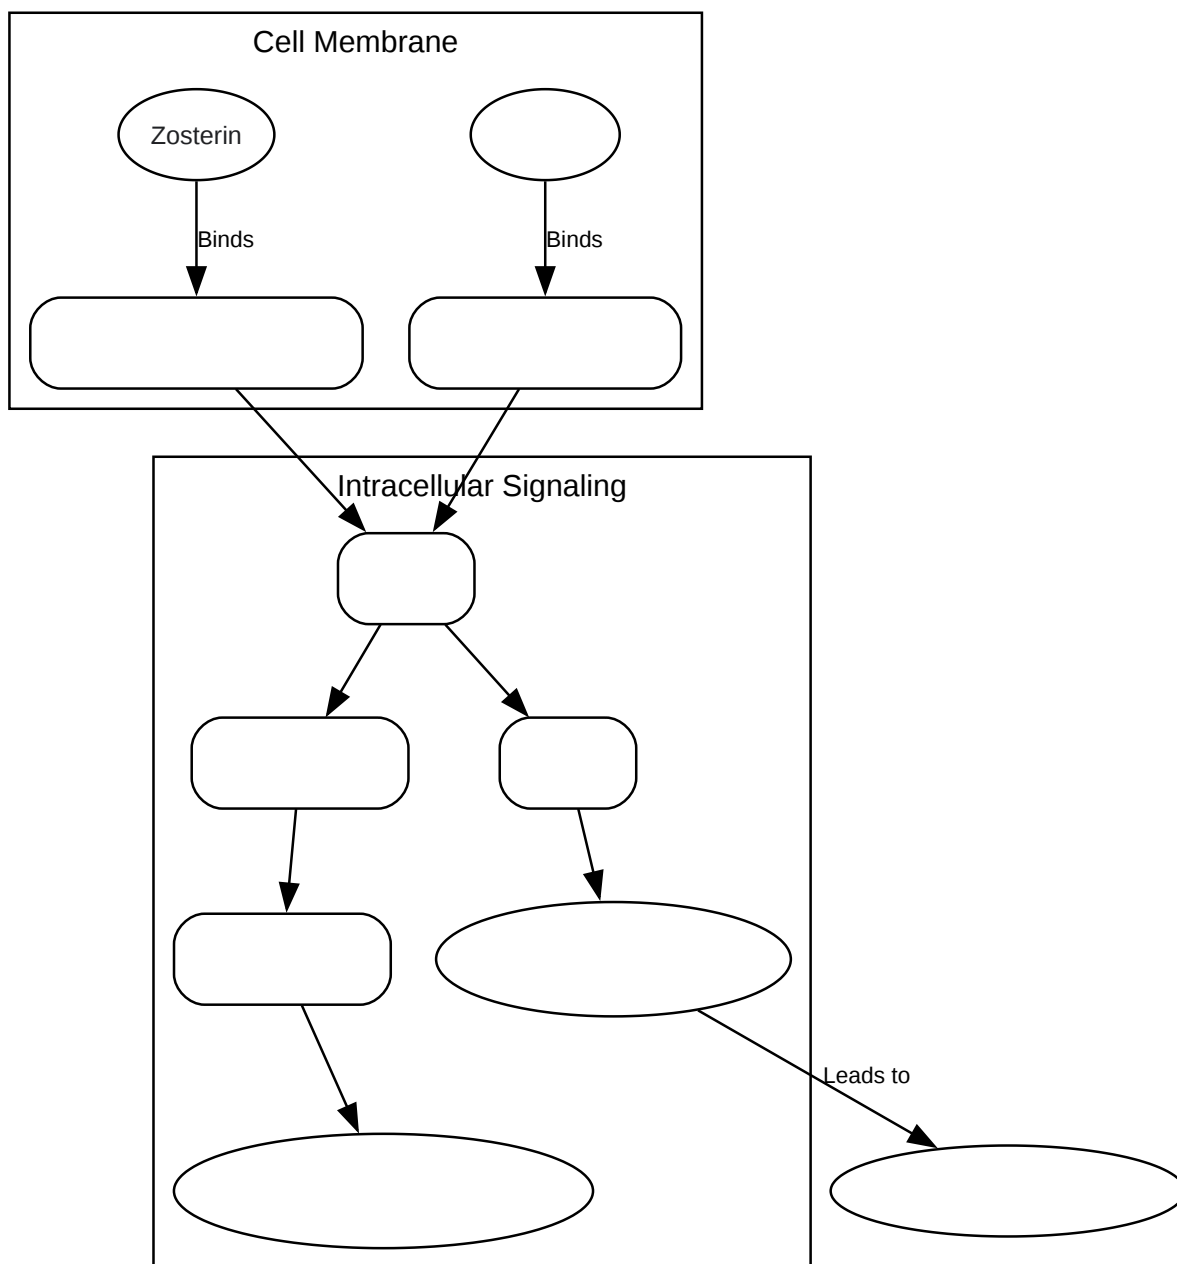 Cell Membrane
Zosterin
Binds
Binds
Intracellular Signaling
Leads to